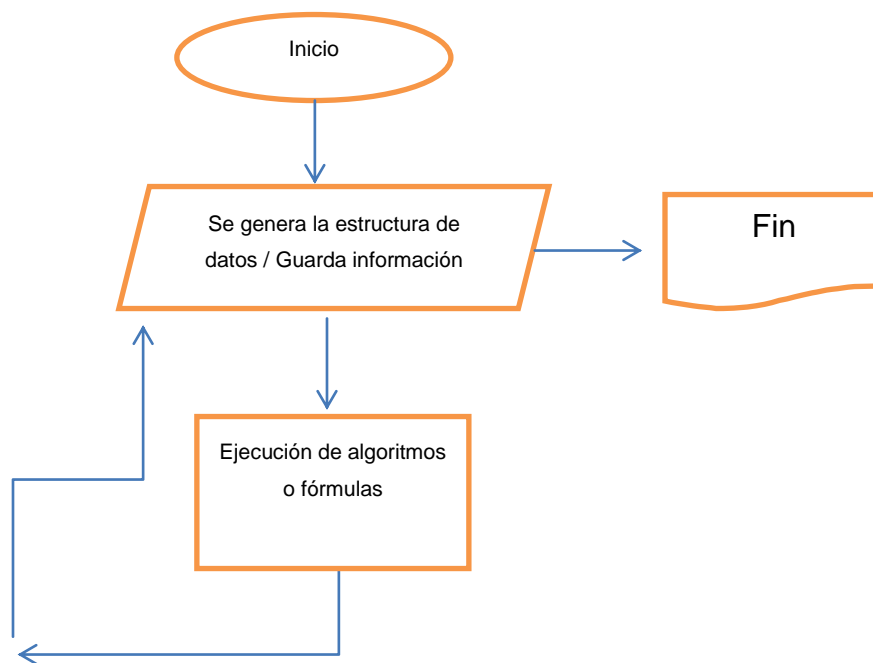 Inicio
Se genera la estructura de
datos / Guarda información
Fin
Ejecución de algoritmos
o fórmulas